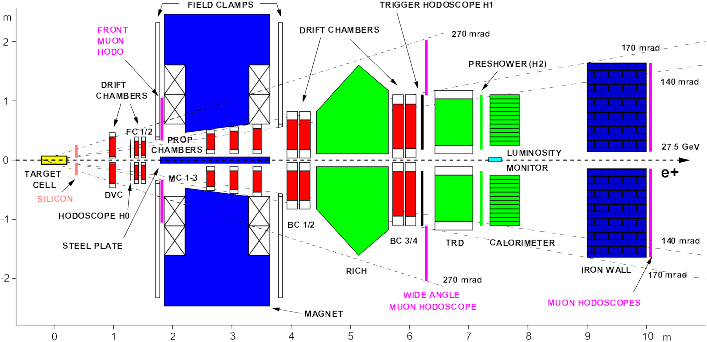 FIELD CLAMPS
TRIGGER HODOSCOPE H1
m
FRONT
MUON
HODO
DRIFT CHAMBERS
270 mrad
170 mrad
2
PRESHOWER (H2)
DRIFT
CHAMBERS
140 mrad
1
FC 1/2
PROP
CHAMBERS
27.5 GeV
0
LUMINOSITY
MONITOR
e+
TARGET
CELL
SILICON
DVC
MC 1-3
HODOSCOPE H0
BC 1/2
-1
STEEL PLATE
BC 3/4
TRD
CALORIMETER
140 mrad
RICH
IRON WALL
170 mrad
270 mrad
-2
WIDE ANGLE
MUON HODOSCOPE
MUON HODOSCOPES
MAGNET
0 1 2 3 4 5 6 7 8 9 10 m